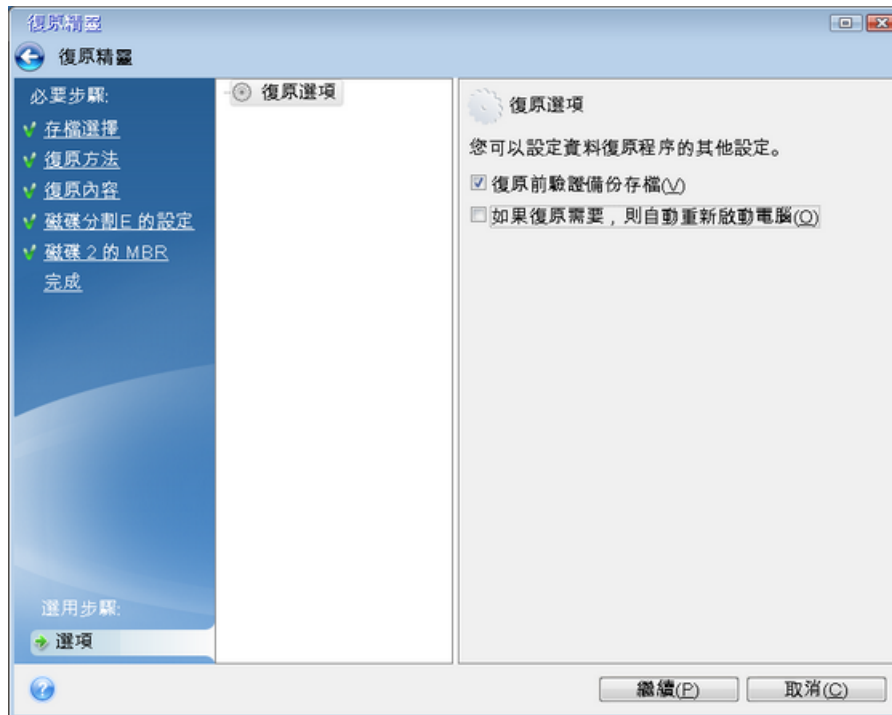 復原精靈
復原精靈
必要步驟:
存檔選擇
復原方法
復原內容
磁碟分割E 的設定
磁碟 2 的 MBR
完成
選用步驟:
選項
復原選項
復原選項
您可以設定資料復原程序的其他設定。
復原前驗證備份存檔(V)
如果復原需要，則自動重新啟動電腦(O)
繼續(P)
取消(C)